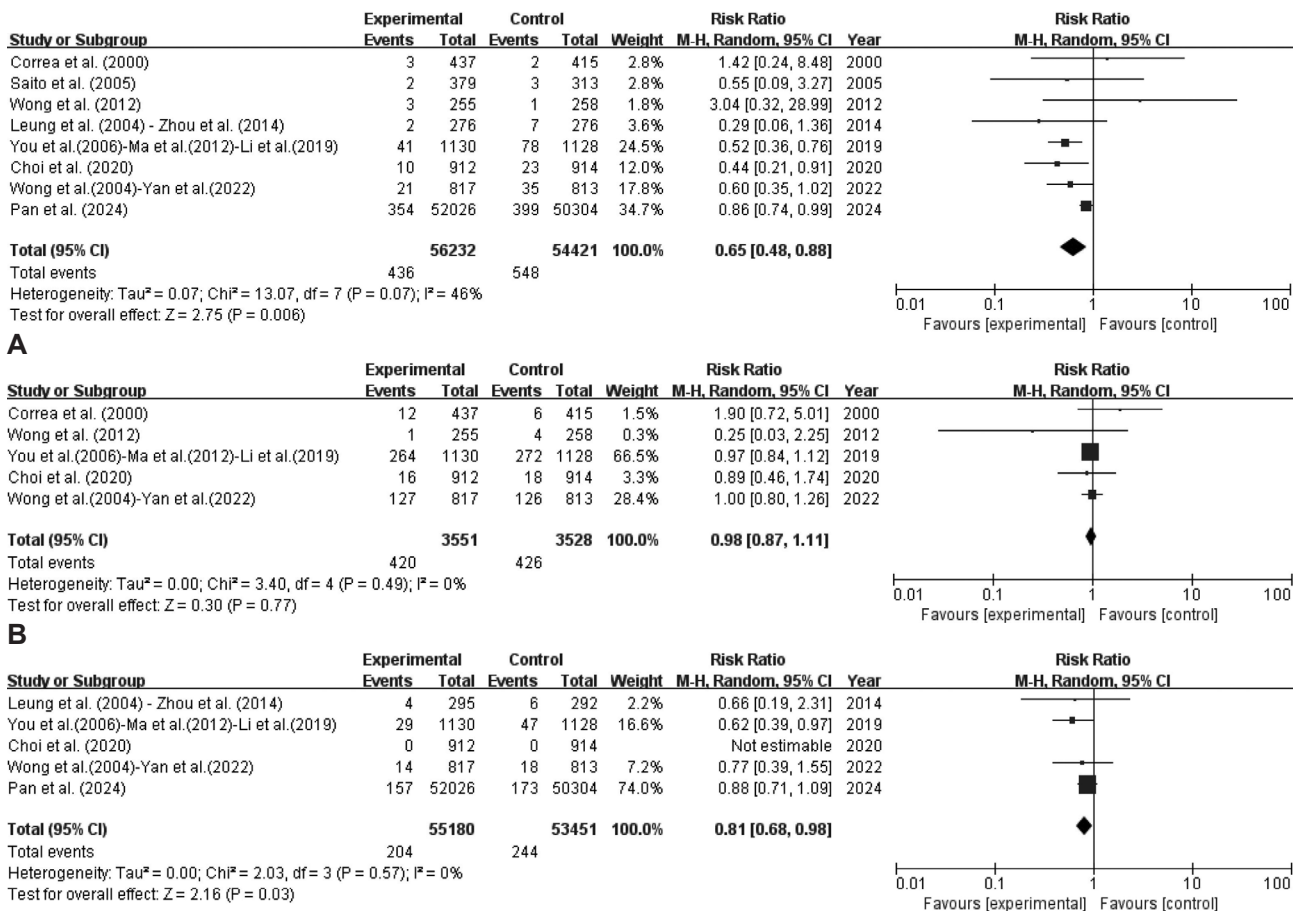 Experimental Control Risk Ratio Risk Ratio
Study or Subgroup Events Total Events Total Weight M-H, Random, 95% CI Year M-H, Random, 95% CI
Correa et al. (2000) 3 437 2 415 2.8% 1.42 [0.24, 8.48] 2000
Saito et al. (2005) 2 379 3 313 2.8% 0.55 [0.09, 3.27] 2005
Wong et al. (2012) 3 255 1 258 1.8% 3.04 [0.32, 28.99] 2012
Leung et al. (2004) - Zhou et al. (2014) 2 276 7 276 3.6% 0.29 [0.06, 1.36] 2014
You et al.(2006)-Ma et al.(2012)-Li et al.(2019) 41 1130 78 1128 24.5% 0.52 [0.36, 0.76] 2019
Choi et al. (2020) 10 912 23 914 12.0% 0.44 [0.21, 0.91] 2020
Wong et al.(2004)-Yan et al.(2022) 21 817 35 813 17.8% 0.60 [0.35, 1.02] 2022
Pan et al. (2024) 354 52026 399 50304 34.7% 0.86 [0.74, 0.99] 2024
Total (95% CI) 56232 54421 100.0% 0.65 [0.48, 0.88]
Total events 436 548
Heterogeneity: Tau² = 0.07; Chi² = 13.07, df = 7 (P = 0.07); I² = 46%
Test for overall effect: Z = 2.75 (P = 0.006)
0.01 0.1 1 10 100
Favours [experimental] Favours [control]
A
Experimental Control Risk Ratio Risk Ratio
Study or Subgroup Events Total Events Total Weight M-H, Random, 95% CI Year M-H, Random, 95% CI
Correa et al. (2000) 12 437 6 415 1.5% 1.90 [0.72, 5.01] 2000
Wong et al. (2012) 1 255 4 258 0.3% 0.25 [0.03, 2.25] 2012
You et al.(2006)-Ma et al.(2012)-Li et al.(2019) 264 1130 272 1128 66.5% 0.97 [0.84, 1.12] 2019
Choi et al. (2020) 16 912 18 914 3.3% 0.89 [0.46, 1.74] 2020
Wong et al.(2004)-Yan et al.(2022) 127 817 126 813 28.4% 1.00 [0.80, 1.26] 2022
Total (95% CI) 3551 3528 100.0% 0.98 [0.87, 1.11]
Total events 420 426
Heterogeneity: Tau² = 0.00; Chi² = 3.40, df = 4 (P = 0.49); I² = 0%
Test for overall effect: Z = 0.30 (P = 0.77)
0.01 0.1 1 10 100
Favours [experimental] Favours [control]
B
Experimental Control Risk Ratio Risk Ratio
Study or Subgroup Events Total Events Total Weight M-H, Random, 95% CI Year M-H, Random, 95% CI
Leung et al. (2004) - Zhou et al. (2014) 4 295 6 292 2.2% 0.66 [0.19, 2.31] 2014
You et al.(2006)-Ma et al.(2012)-Li et al.(2019) 29 1130 47 1128 16.6% 0.62 [0.39, 0.97] 2019
Choi et al. (2020) 0 912 0 914 Not estimable 2020
Wong et al.(2004)-Yan et al.(2022) 14 817 18 813 7.2% 0.77 [0.39, 1.55] 2022
Pan et al. (2024) 157 52026 173 50304 74.0% 0.88 [0.71, 1.09] 2024
Total (95% CI) 55180 53451 100.0% 0.81 [0.68, 0.98]
Total events 204 244
Heterogeneity: Tau² = 0.00; Chi² = 2.03, df = 3 (P = 0.57); I² = 0%
Test for overall effect: Z = 2.16 (P = 0.03)
0.01 0.1 1 10 100
Favours [experimental] Favours [control]